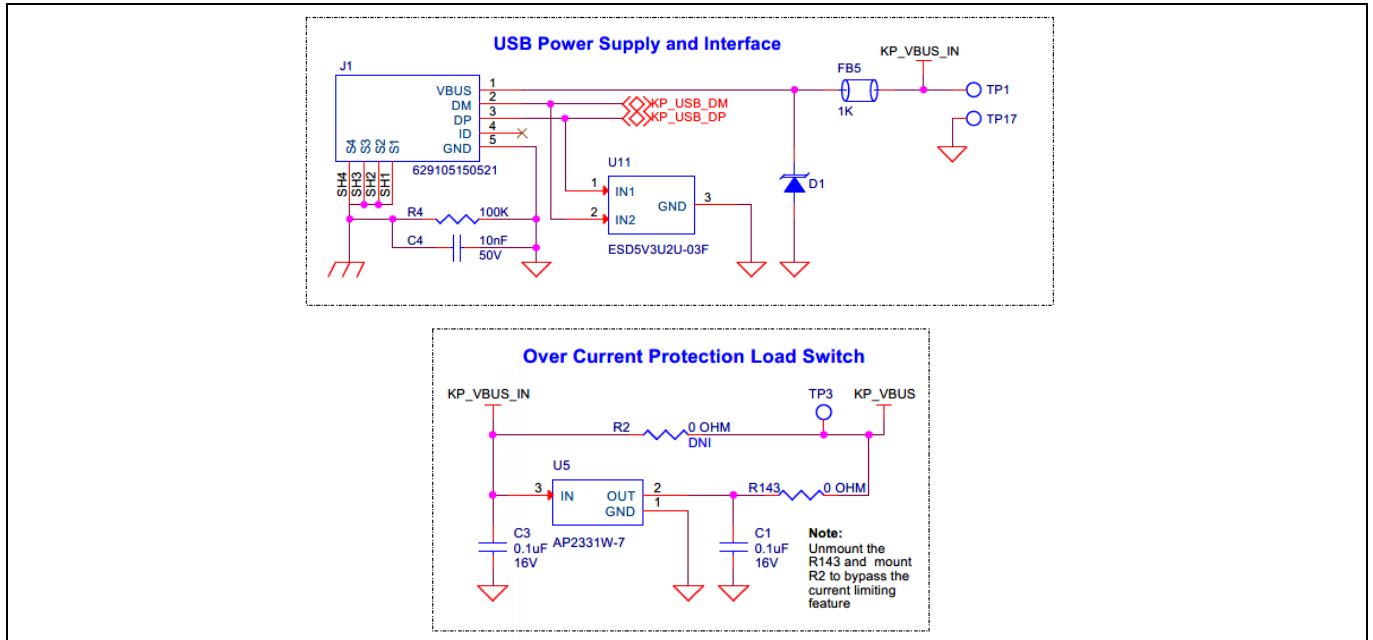 USB Power Supply and Interface
J1
VBUS 1
DM 2
DP 3
ID 4
GND 5
S4 S3 S2 S1
SH4 SH3 SH2 SH1
629105150521
KP_USB_DM
KP_USB_DP
FB5
1K
KP_VBUS_IN
TP1
TP17
R4 100K
C4 10nF
50V
U11
1 IN1
2 IN2
GND 3
ESD5V3U2U-03F
D1
Over Current Protection Load Switch
KP_VBUS_IN
TP3
KP_VBUS
R2 0 OHM
DNI
U5
3 IN
OUT 2
GND 1
AP2331W-7
C3
0.1uF
16V
R143 0 OHM
C1
0.1uF
16V
Note:
Unmount the
R143 and mount
R2 to bypass the
current limiting
feature